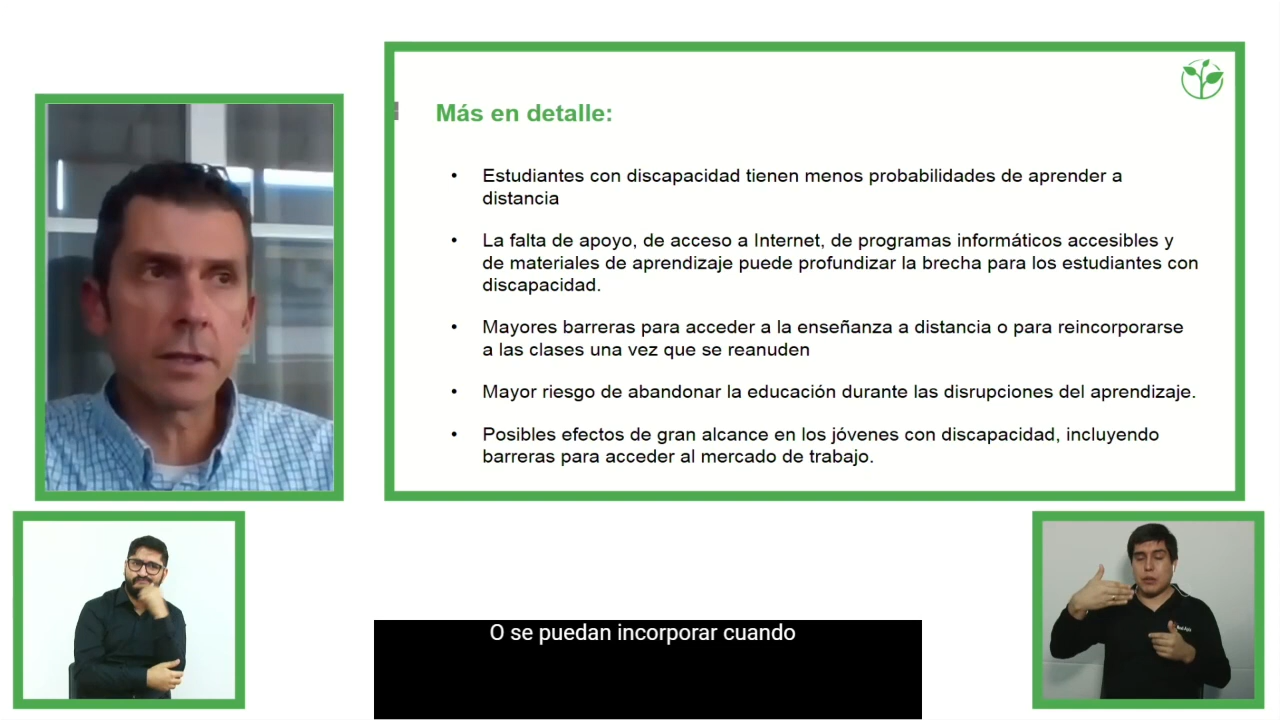 Más en detalle:
• Estudiantes con discapacidad tienen menos probabilidades de aprender a
distancia
• La falta de apoyo, de acceso a Internet, de programas informáticos accesibles y
de materiales de aprendizaje puede profundizar la brecha para los estudiantes con
discapacidad.
• Mayores barreras para acceder a la enseñanza a distancia o para reincorporarse
a las clases una vez que se reanuden
• Mayor riesgo de abandonar la educación durante las disrupciones del aprendizaje.
• Posibles efectos de gran alcance en los jóvenes con discapacidad, incluyendo
barreras para acceder al mercado de trabajo.
O se puedan incorporar cuando